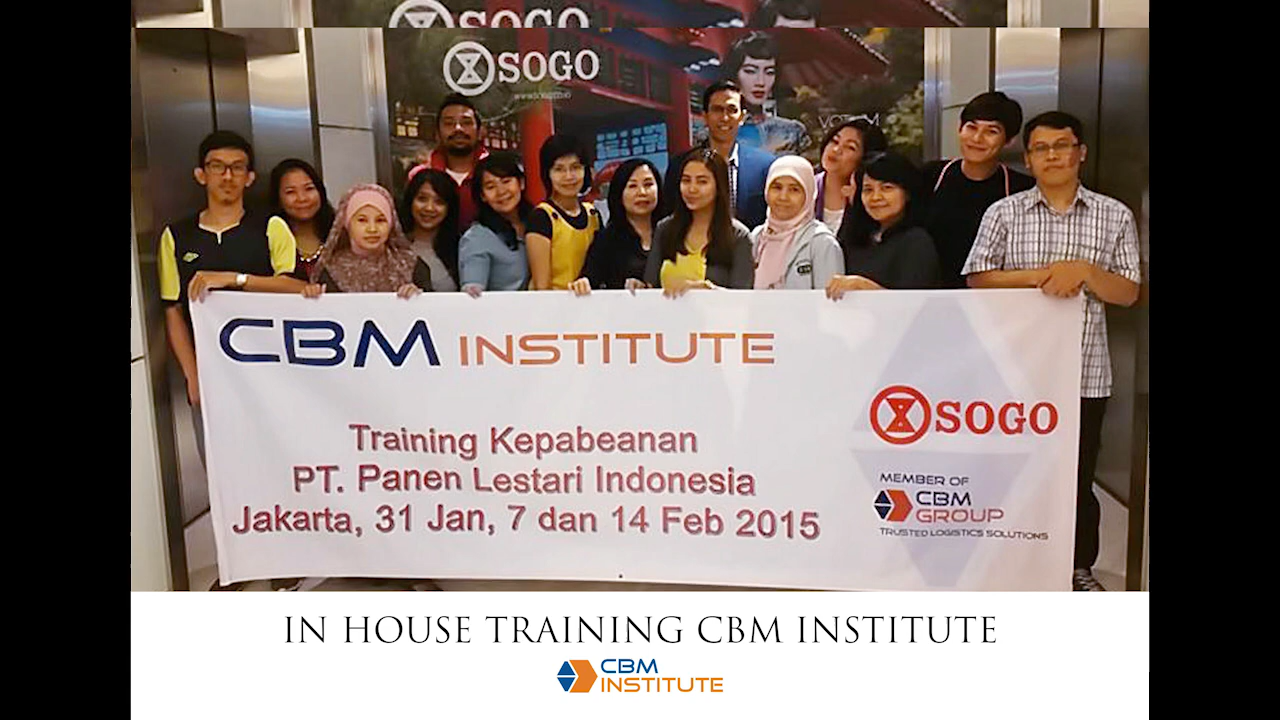 SOGO
SOGO
CBM INSTITUTE
Training Kepabeanan
PT. Panen Lestari Indonesia
Jakarta, 31 Jan, 7 dan 14 Feb 2015
SOGO
MEMBER OF
CBM
GROUP
TRUSTED LOGISTICS SOLUTIONS
IN HOUSE TRAINING CBM INSTITUTE
CBM
INSTITUTE